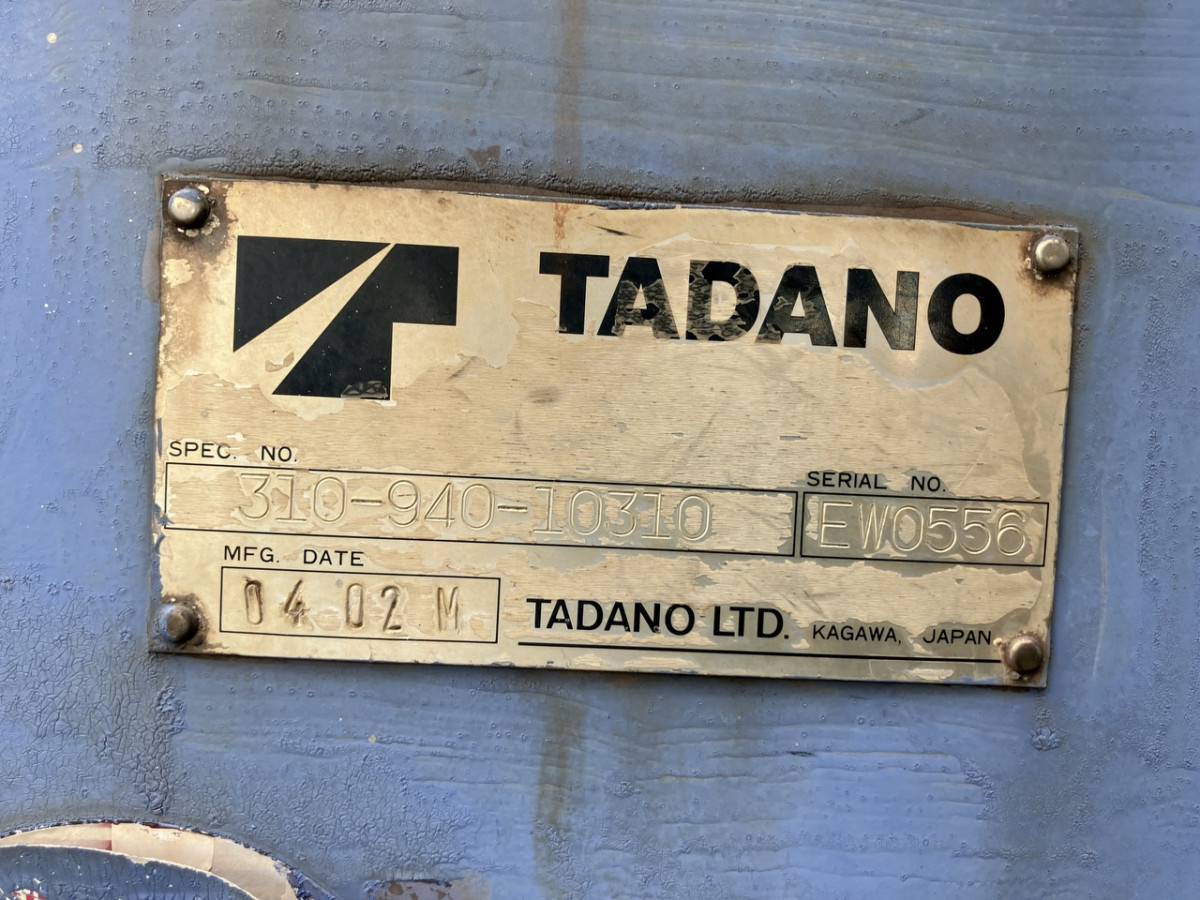 TADANO
SPEC. NO.
310-940-10310
SERIAL NO.
EW0556
MFG. DATE
04 02 M
TADANO LTD. KAGAWA, JAPAN